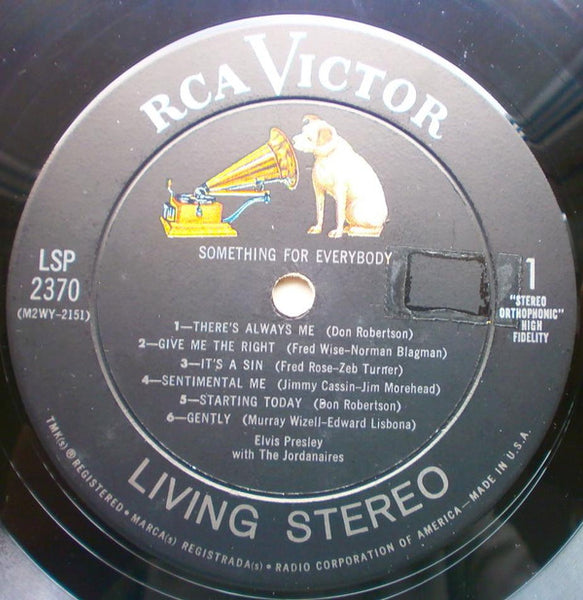 RCA VICTOR
SOMETHING FOR EVERYBODY
LSP
2370
(M2WY-2151)
1
"STEREO
ORTHOPHONIC"
HIGH
FIDELITY
1—THERE'S ALWAYS ME (Don Robertson)
2—GIVE ME THE RIGHT (Fred Wise-Norman Blagman)
3—IT'S A SIN (Fred Rose-Zeb Turner)
4—SENTIMENTAL ME (Jimmy Cassin-Jim Morehead)
5—STARTING TODAY (Don Robertson)
6—GENTLY (Murray Wizell-Edward Lisbona)
Elvis Presley
with The Jordanaires
LIVING STEREO
TMK(s) ® REGISTERED • MARCA(s) REGISTRADA(s) • RADIO CORPORATION OF AMERICA—MADE IN U.S.A.